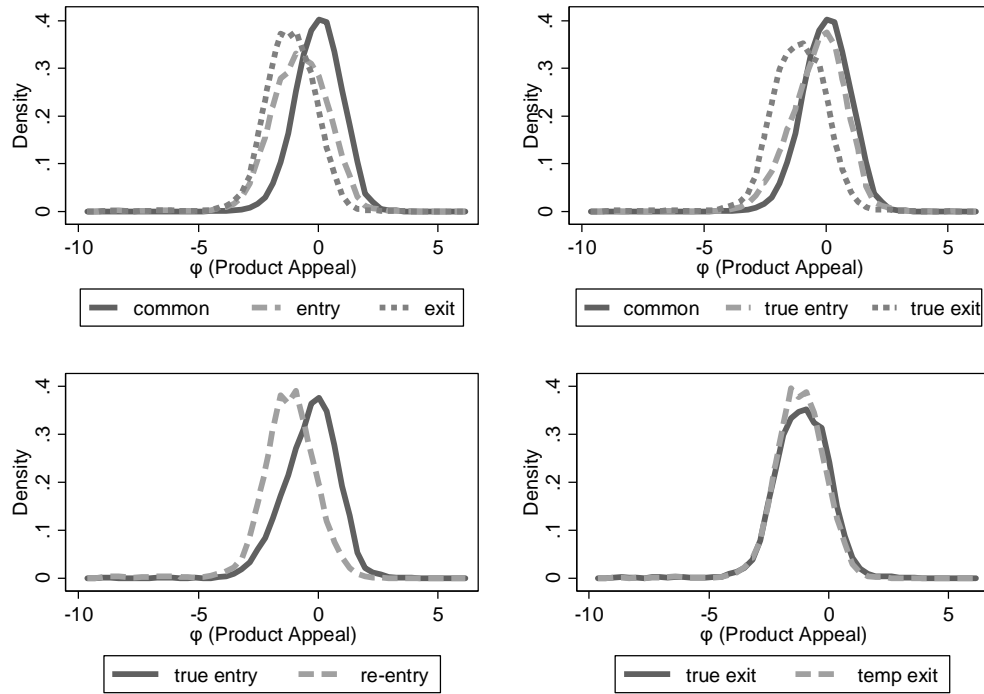 Density
.4
.3
.2
.1
0
-10 -5 0 5
φ (Product Appeal)
common entry exit
Density
.4
.3
.2
.1
0
-10 -5 0 5
φ (Product Appeal)
common true entry true exit
Density
.4
.3
.2
.1
0
-10 -5 0 5
φ (Product Appeal)
true entry re-entry
Density
.4
.3
.2
.1
0
-10 -5 0 5
φ (Product Appeal)
true exit temp exit